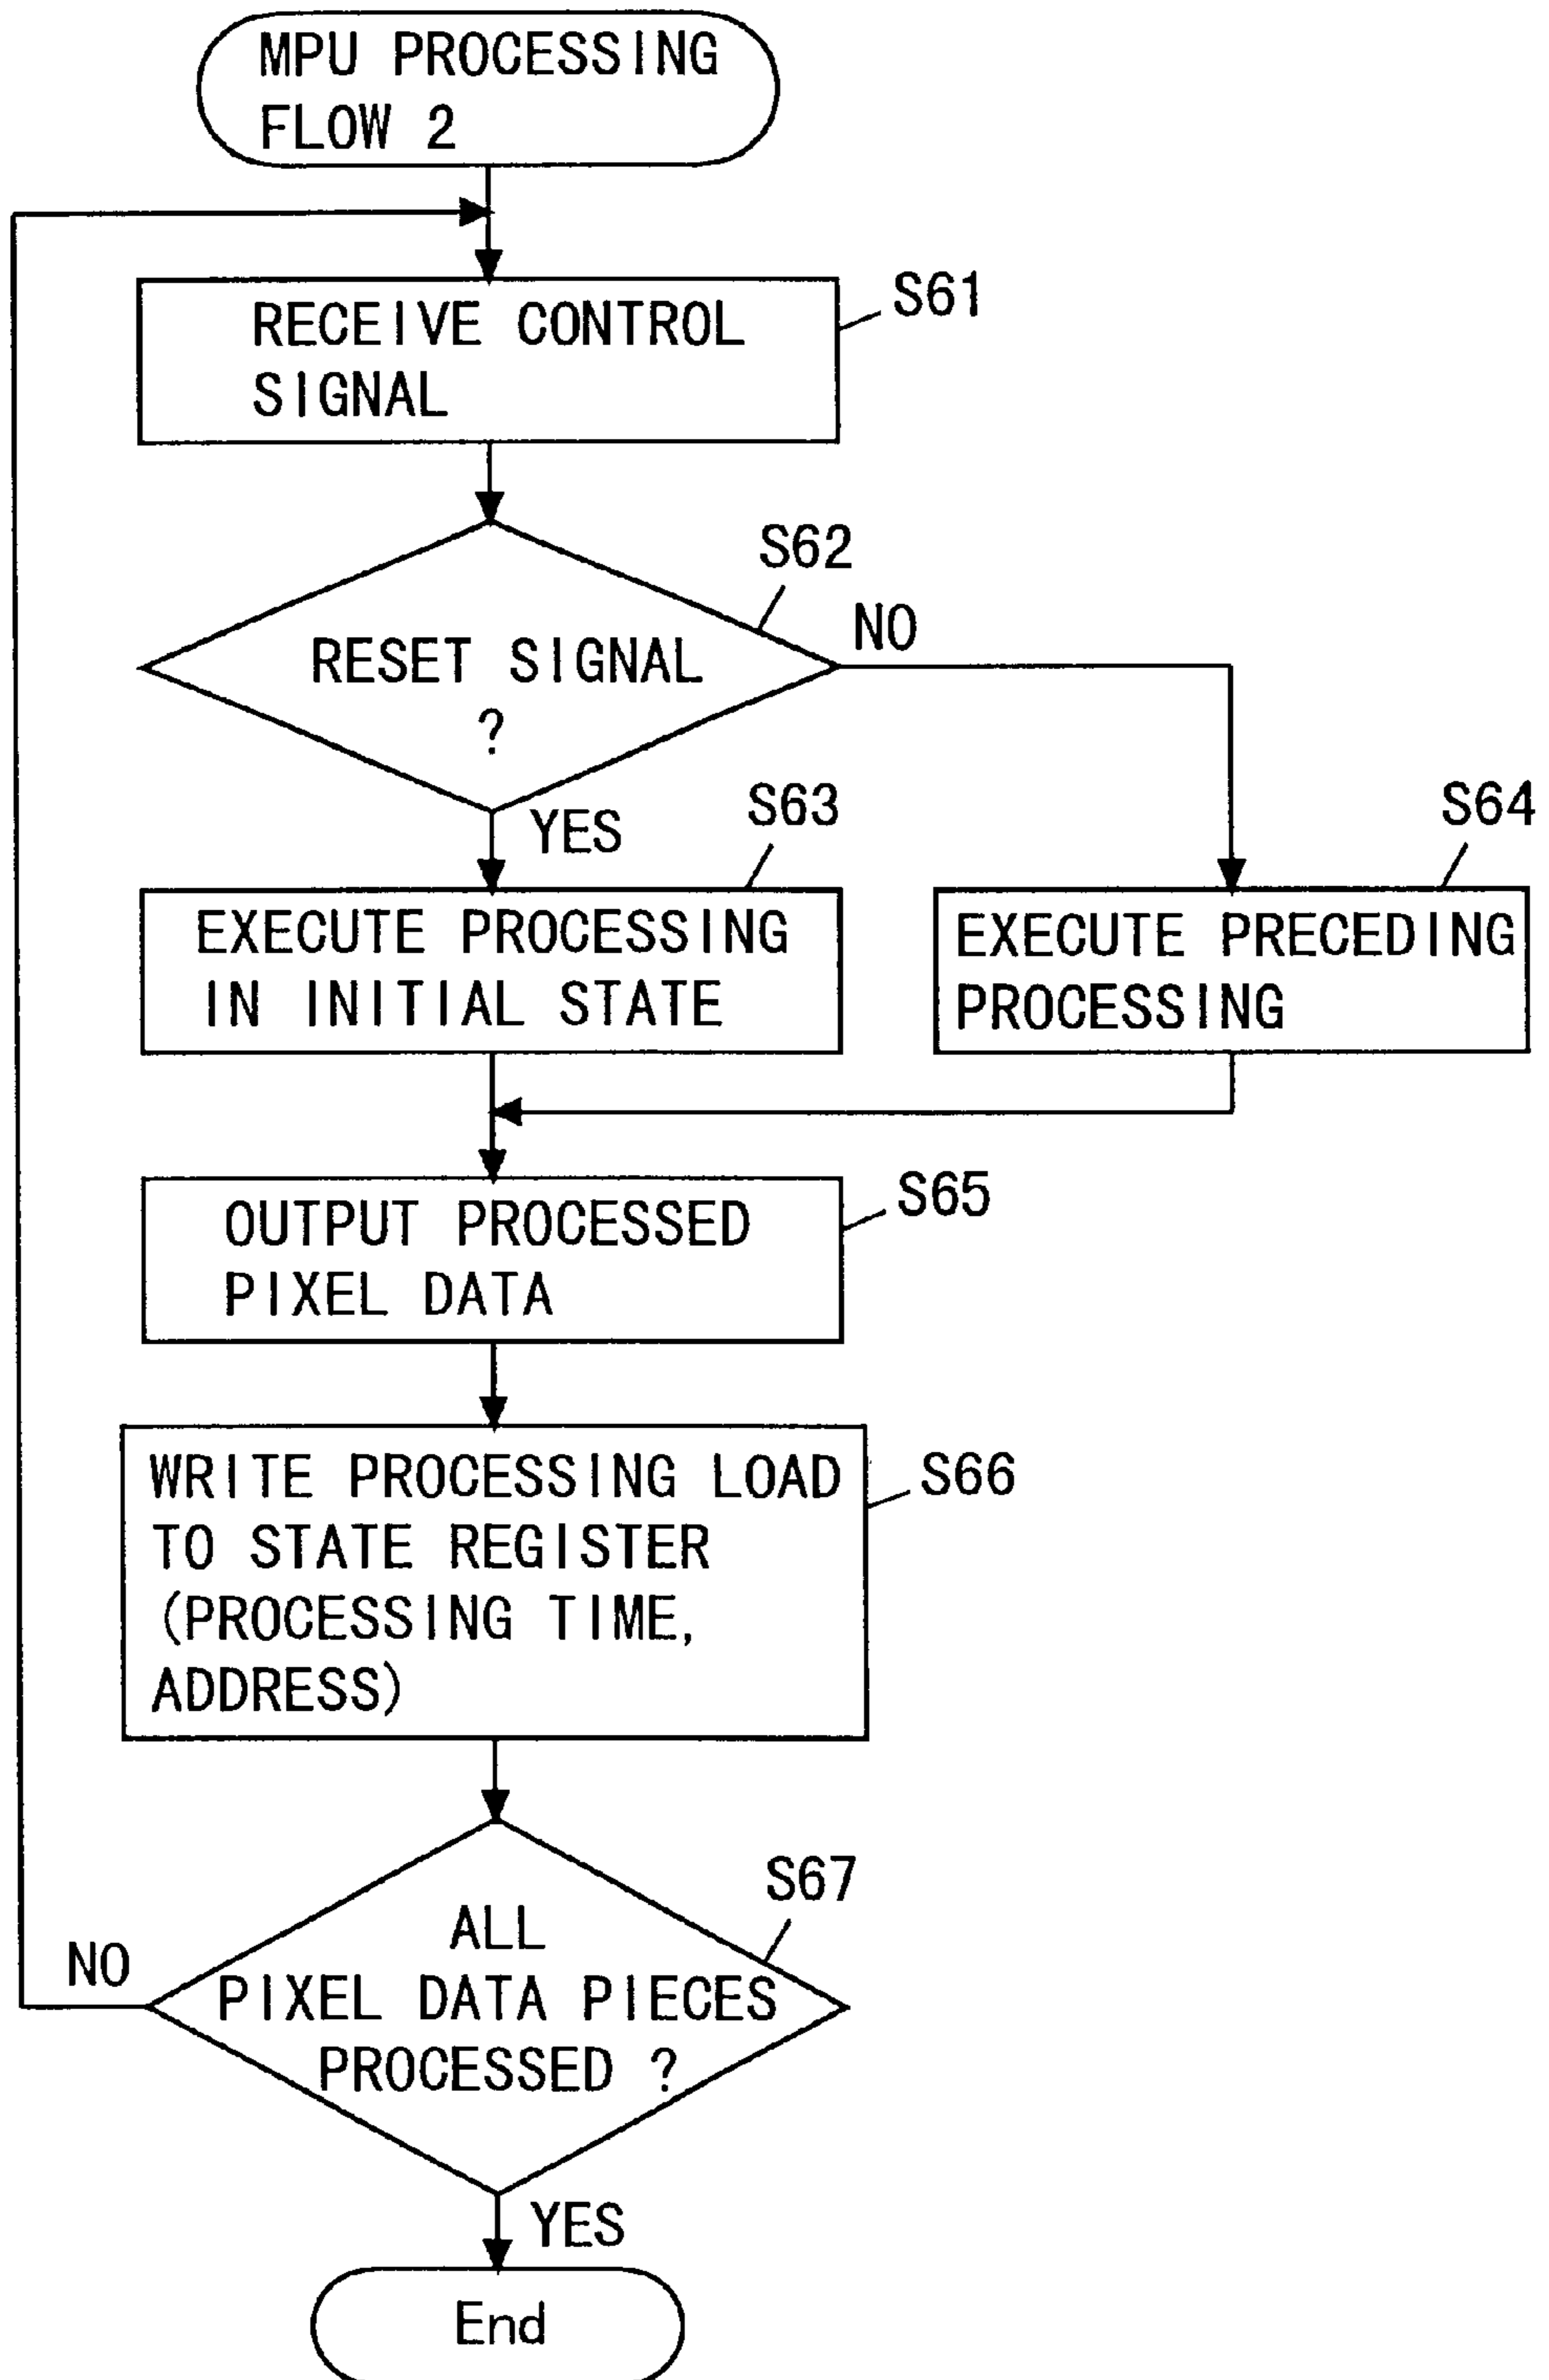 MPU PROCESSING
FLOW 2
S61
RECEIVE CONTROL
SIGNAL
S62
NO
RESET SIGNAL
?
YES
S63
S64
EXECUTE PROCESSING
IN INITIAL STATE
EXECUTE PRECEDING
PROCESSING
S65
OUTPUT PROCESSED
PIXEL DATA
S66
WRITE PROCESSING LOAD
TO STATE REGISTER
(PROCESSING TIME,
ADDRESS)
S67
NO
ALL
PIXEL DATA PIECES
PROCESSED ?
YES
End